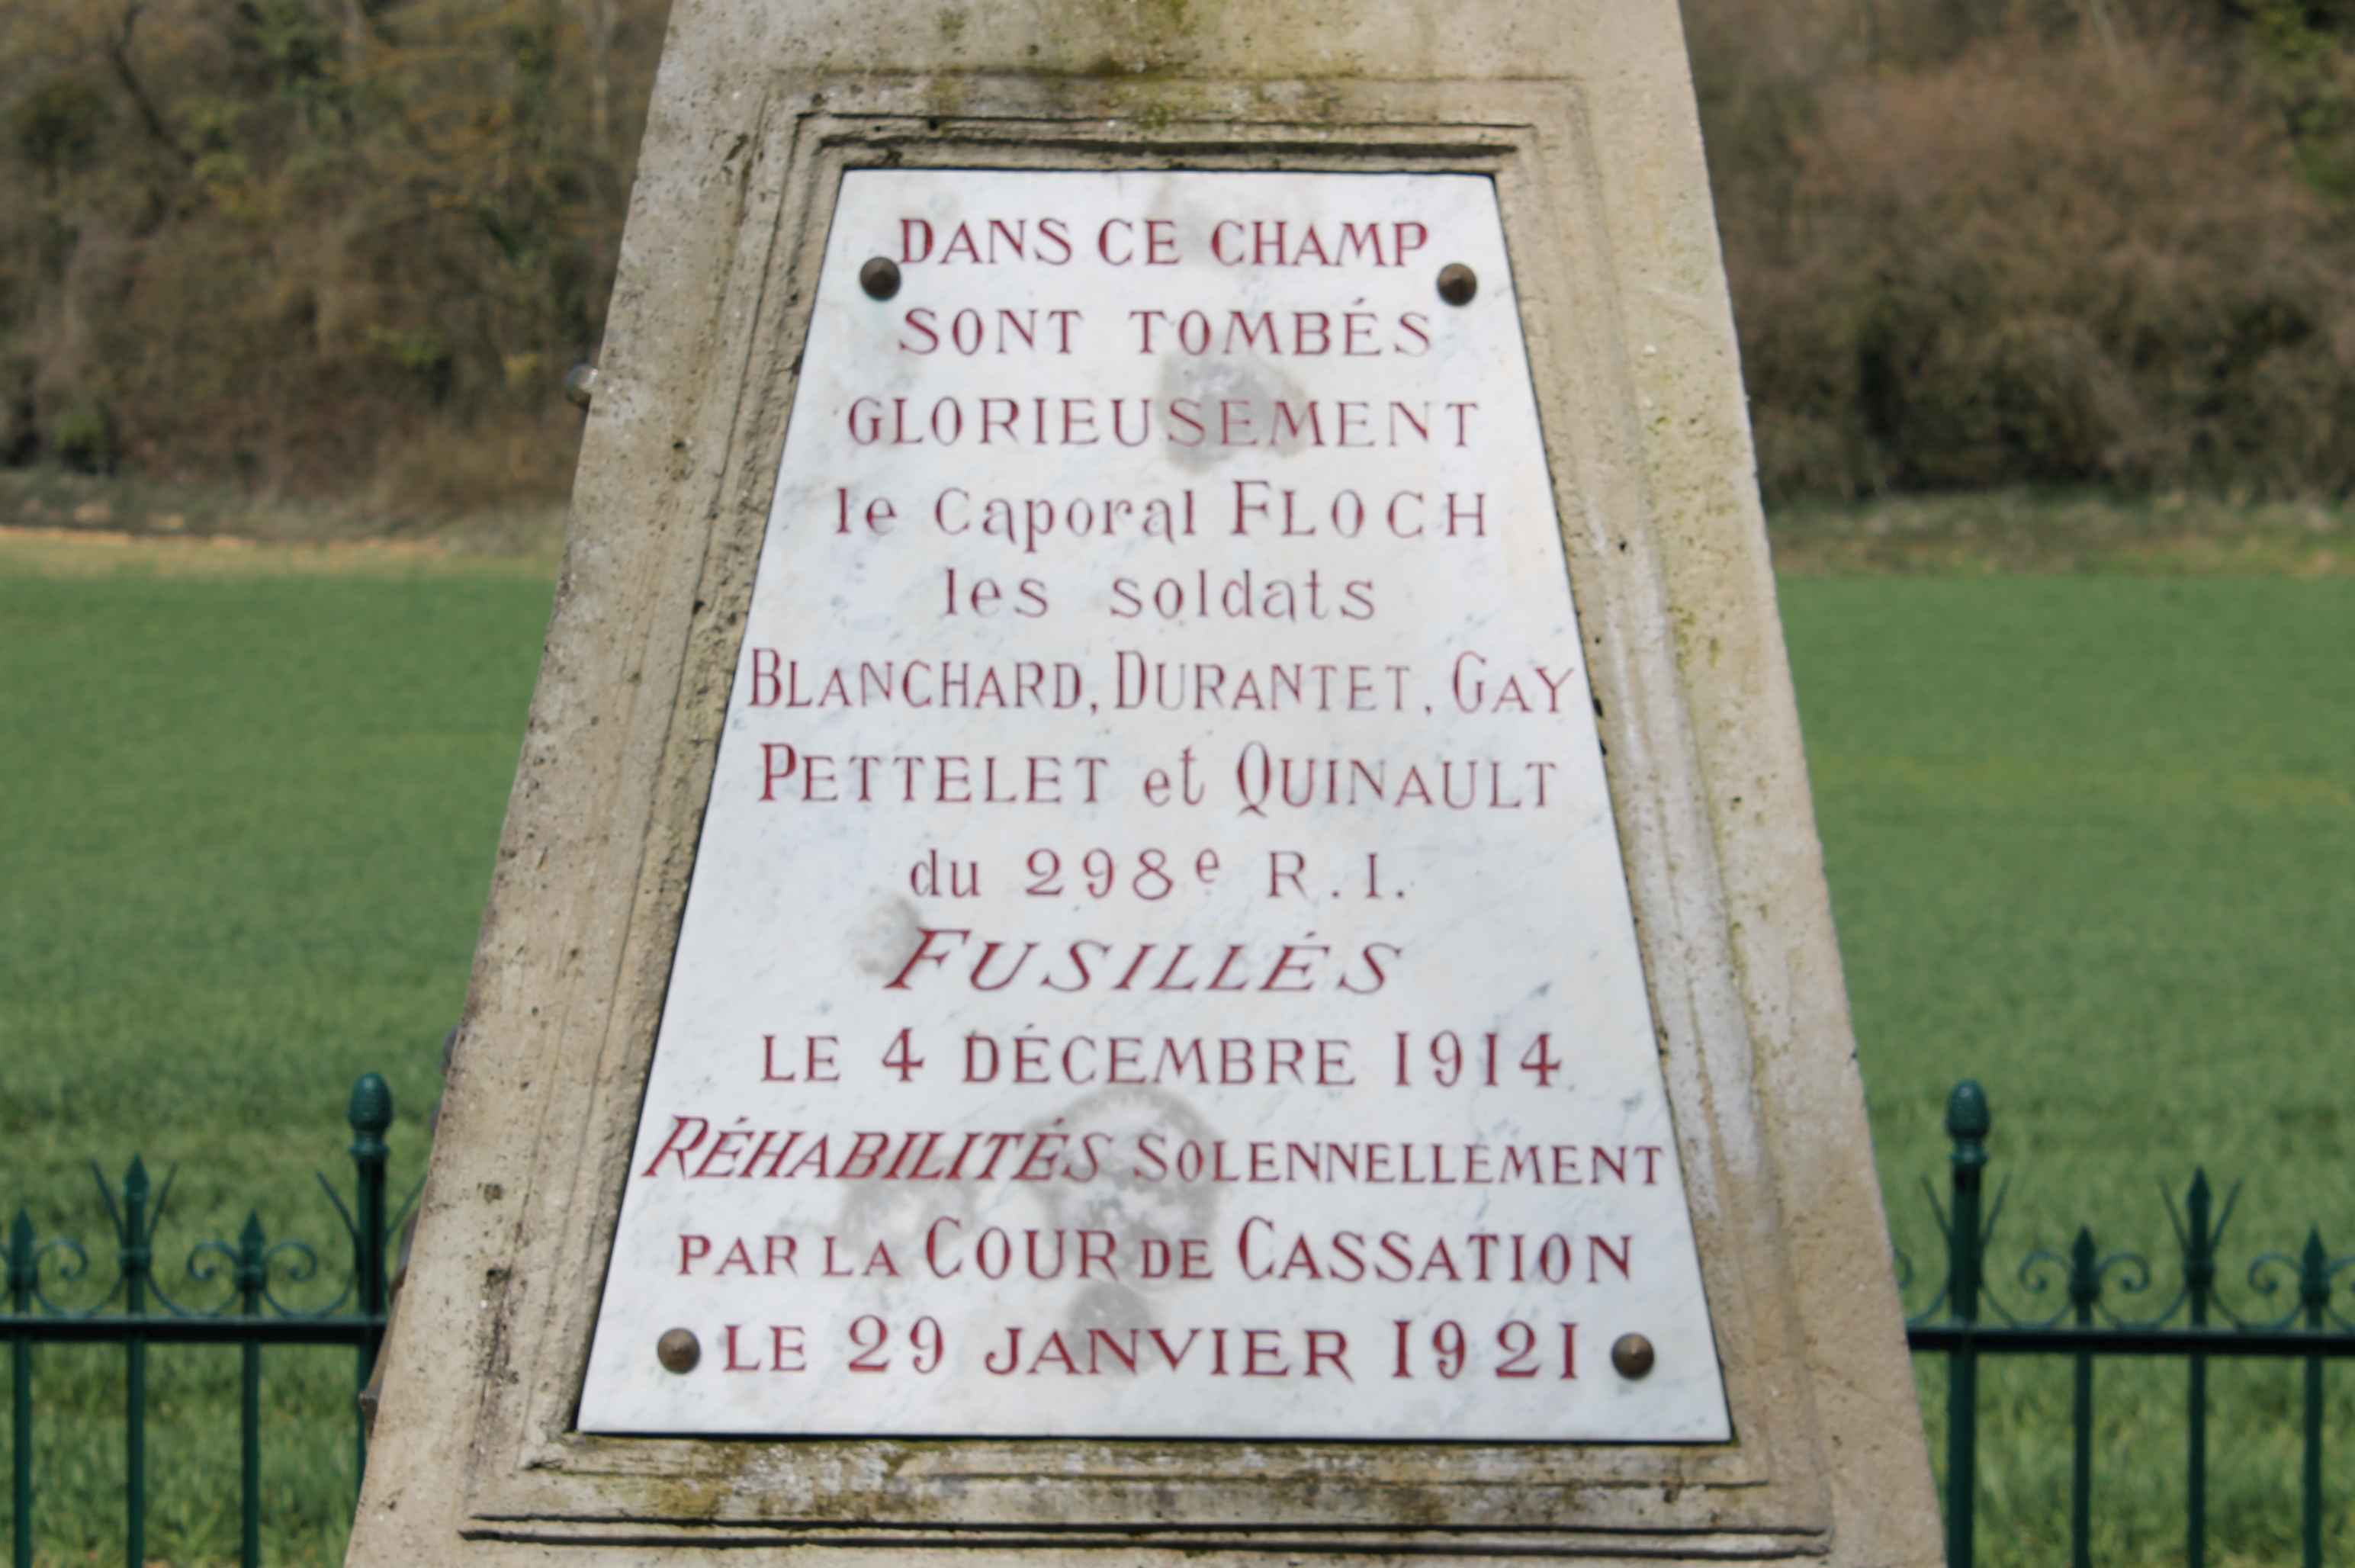 DANS CE CHAMP
SONT TOMBÉS
GLORIEUSEMENT
le Caporal FLOCH
les soldats
BLANCHARD, DURANTET, GAY
PETTELET et QUINAULT
du 298e R.I.
FUSILLÉS
LE 4 DÉCEMBRE 1914
RÉHABILITÉS SOLENNELLEMENT
PAR LA COUR DE CASSATION
LE 29 JANVIER 1921